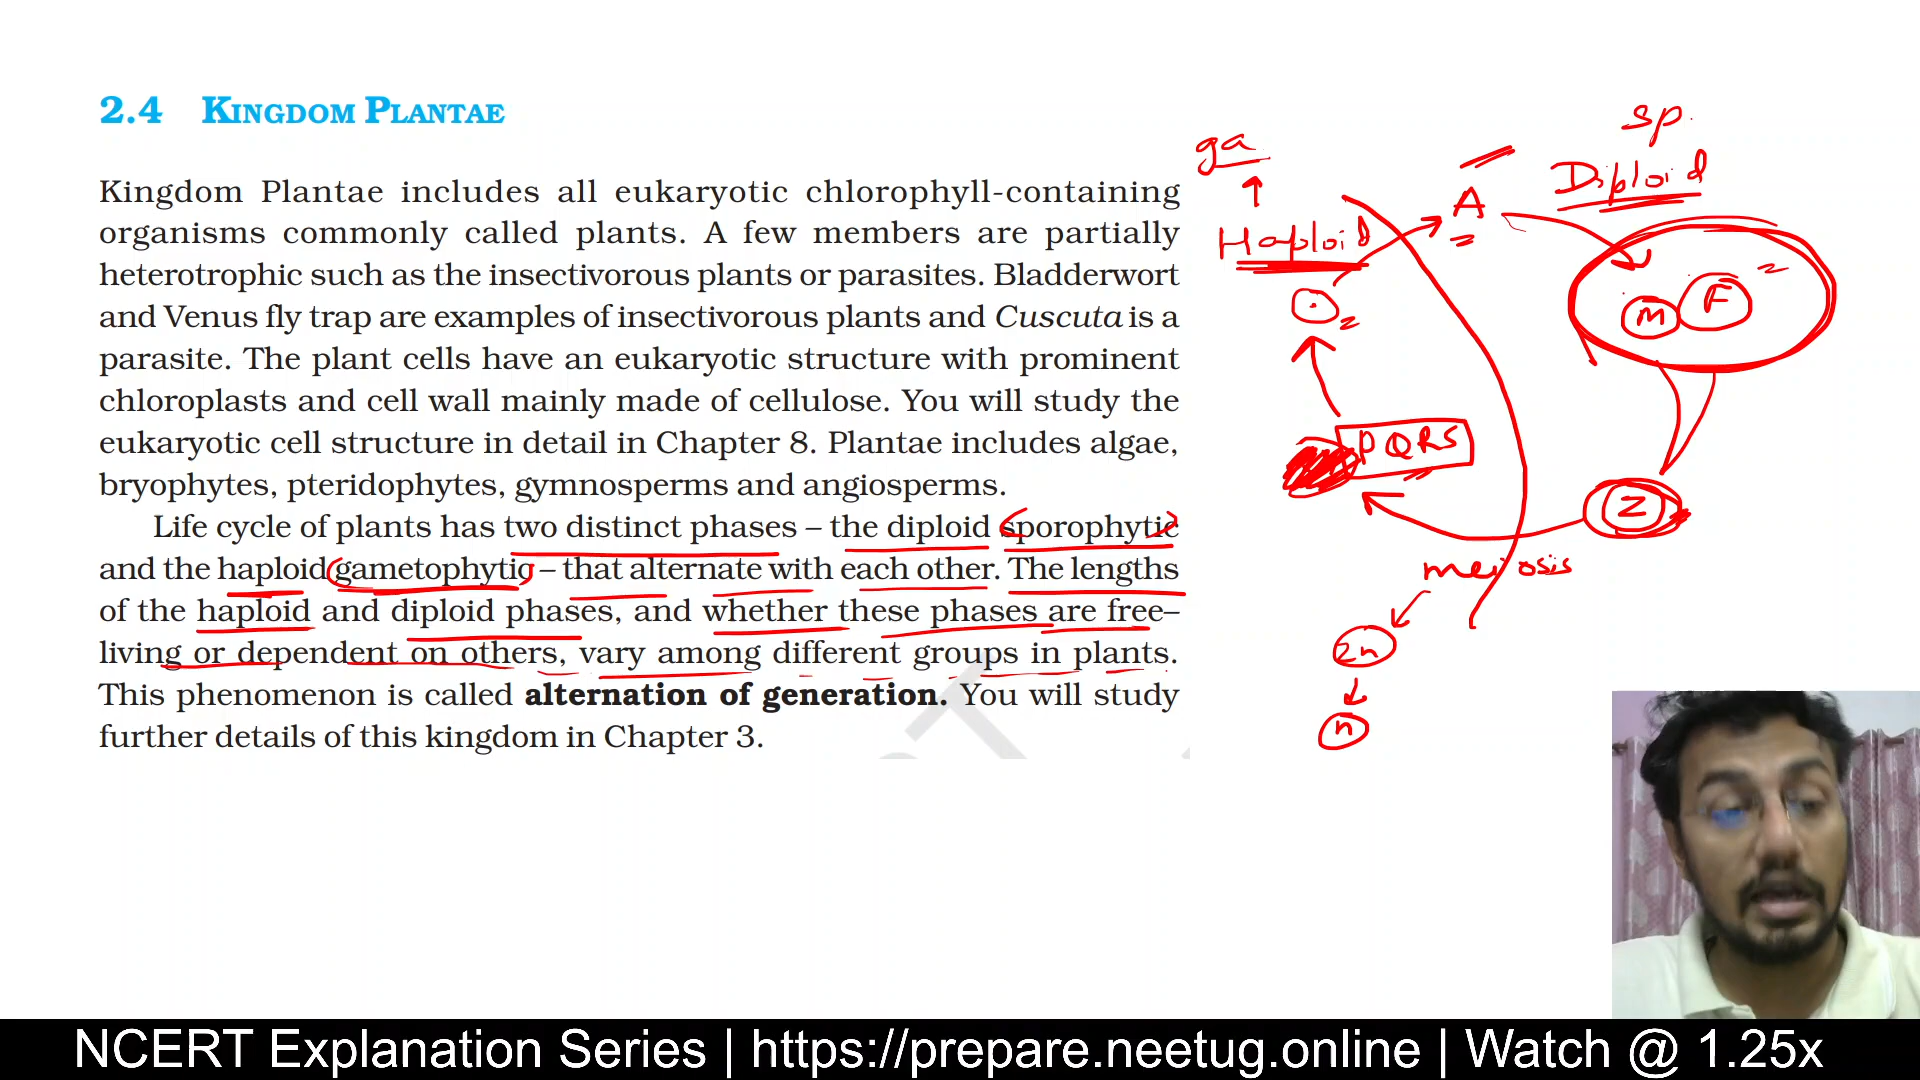 2.4 KINGDOM PLANTAE
Kingdom Plantae includes all eukaryotic chlorophyll-containing
organisms commonly called plants. A few members are partially
heterotrophic such as the insectivorous plants or parasites. Bladderwort
and Venus fly trap are examples of insectivorous plants and Cuscuta is a
parasite. The plant cells have an eukaryotic structure with prominent
chloroplasts and cell wall mainly made of cellulose. You will study the
eukaryotic cell structure in detail in Chapter 8. Plantae includes algae,
bryophytes, pteridophytes, gymnosperms and angiosperms.
Life cycle of plants has two distinct phases – the diploid sporophytic
and the haploid gametophytic – that alternate with each other. The lengths
of the haploid and diploid phases, and whether these phases are free–
living or dependent on others, vary among different groups in plants.
This phenomenon is called alternation of generation. You will study
further details of this kingdom in Chapter 3.
sp.
ga
Diploid
A
Haploid
M F
PQRS
Z
meiosis
2n
n
NCERT Explanation Series | https://prepare.neetug.online | Watch @ 1.25x